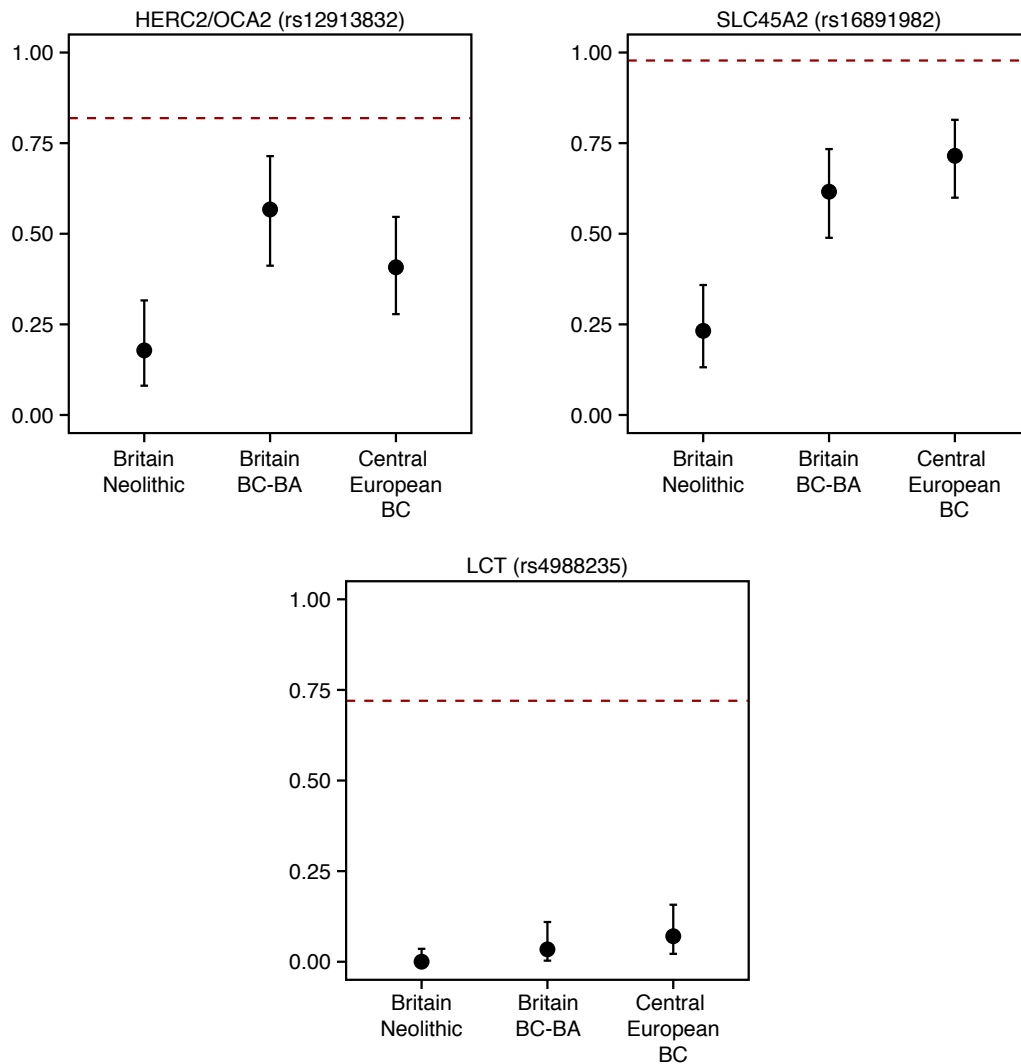 HERC2/OCA2 (rs12913832)
1.00
0.75
0.50
0.25
0.00
Britain
Neolithic
Britain
BC-BA
Central
European
BC
SLC45A2 (rs16891982)
1.00
0.75
0.50
0.25
0.00
Britain
Neolithic
Britain
BC-BA
Central
European
BC
LCT (rs4988235)
1.00
0.75
0.50
0.25
0.00
Britain
Neolithic
Britain
BC-BA
Central
European
BC